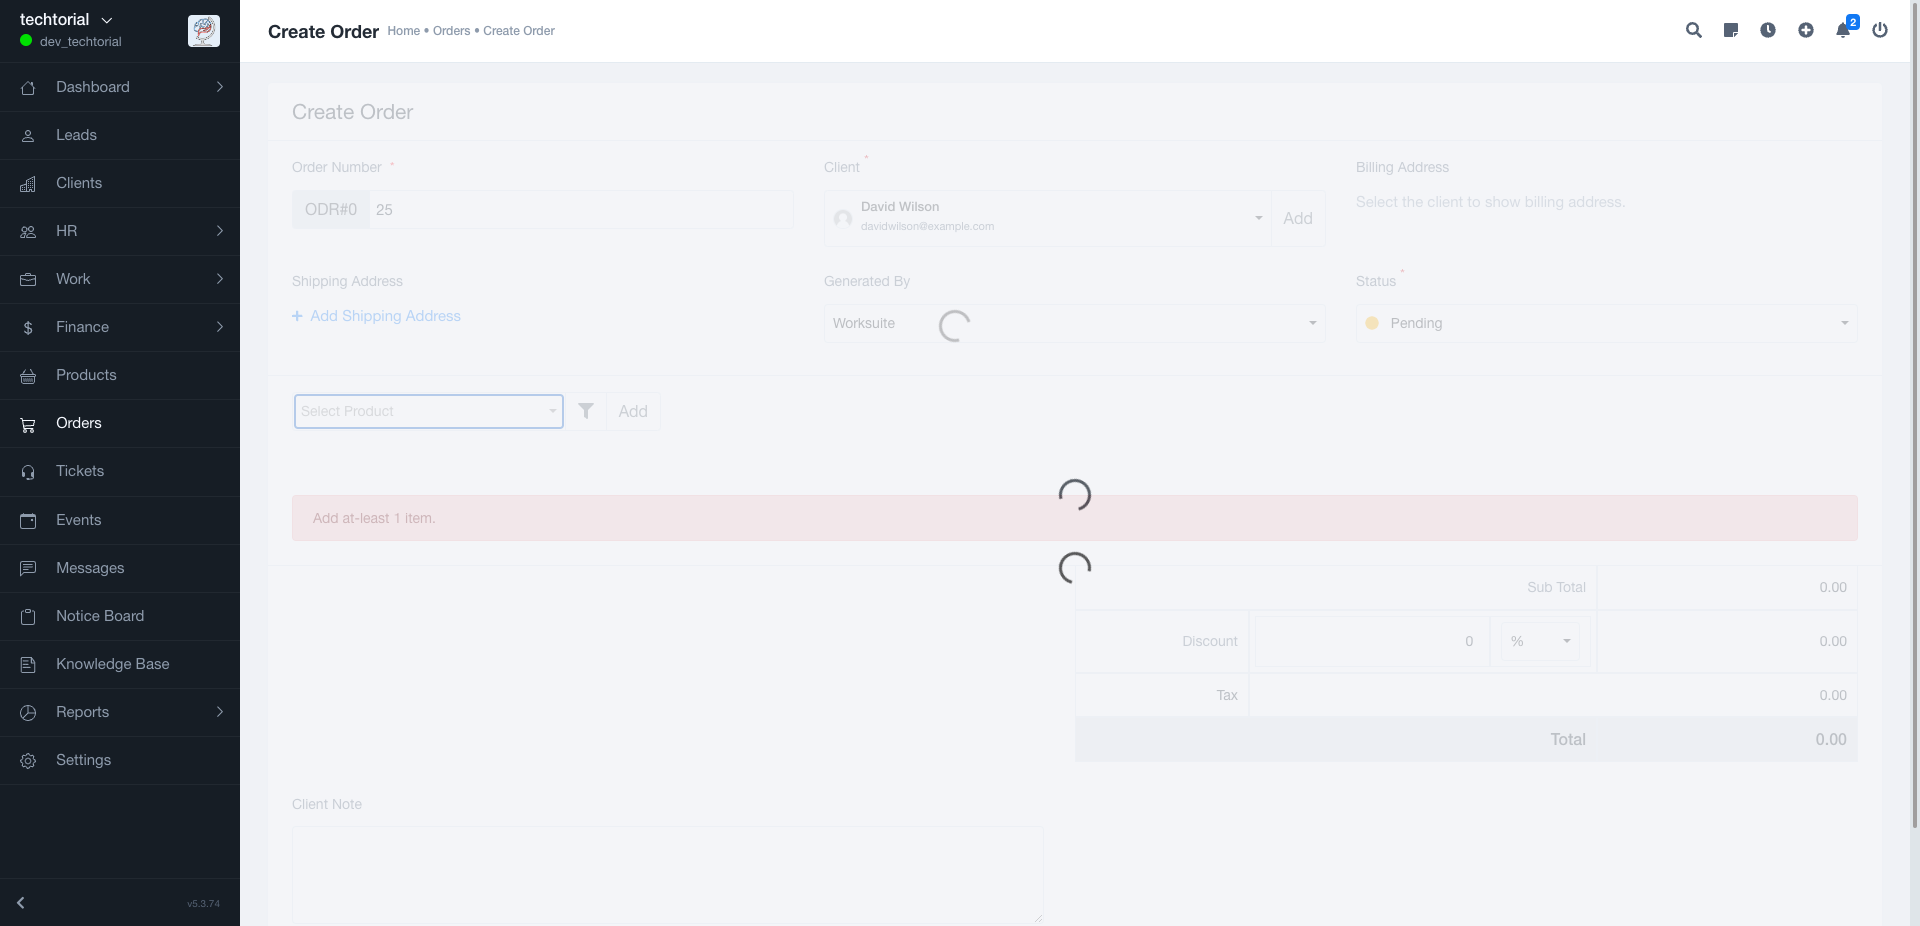 techtorial
dev_techtorial
Dashboard
Leads
Clients
HR
Work
Finance
Products
Orders
Tickets
Events
Messages
Notice Board
Knowledge Base
Reports
Settings
v5.3.74
Create Order Home • Orders • Create Order
2
Create Order
Order Number *
ODR#0 25
Client *
David Wilson
davidwilson@example.com
Add
Billing Address
Select the client to show billing address.
Shipping Address
+ Add Shipping Address
Generated By
Worksuite
Status *
Pending
Select Product
Add
Add at-least 1 item.
Sub Total 0.00
Discount 0 % 0.00
Tax 0.00
Total 0.00
Client Note